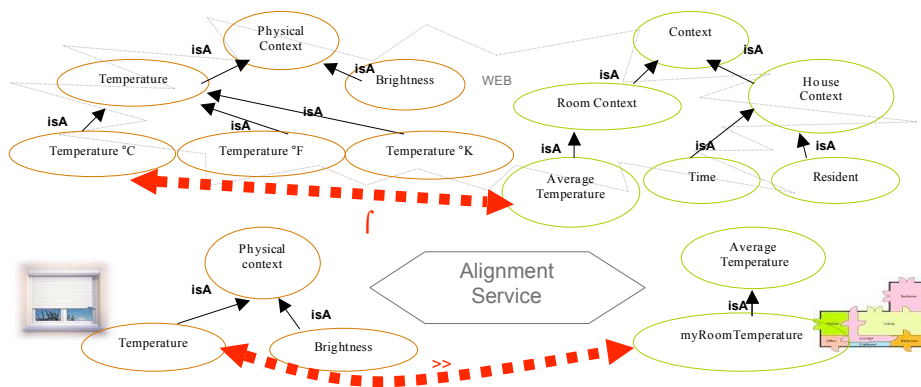 Physical
Context
Context
isA
isA
isA
Temperature
Brightness
WEB
isA
isA
Room Context
House
Context
isA
isA
isA
Temperature °C
Temperature °F
Temperature °K
isA
isA
isA
Average
Temperature
Time
Resident
⌠
Physical
context
Alignment
Service
Average
Temperature
isA
isA
isA
Temperature
Brightness
>>
myRoomTemperature